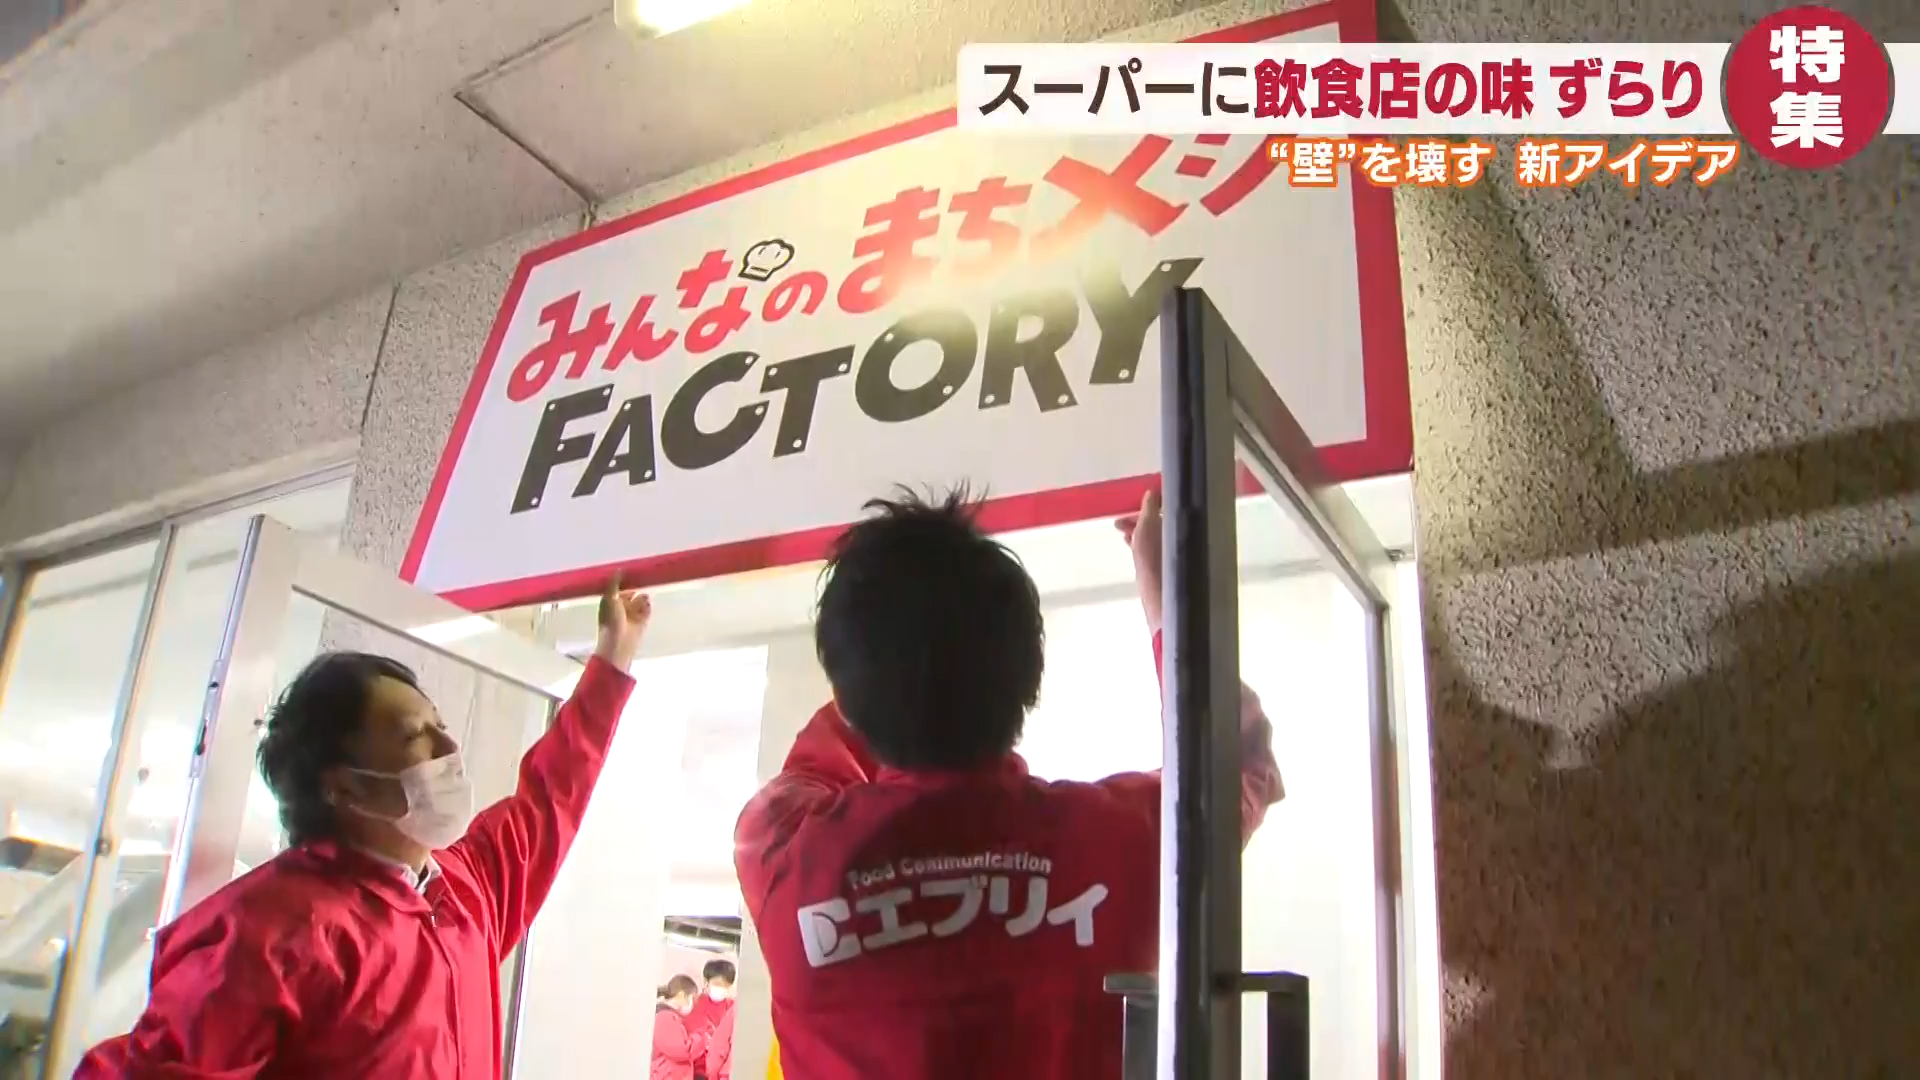 スーパーに飲食店の味 ずらり
特集
“壁”を壊す 新アイデア
みんなのまちメシ
FACTORY
Food Communication
エブリイ